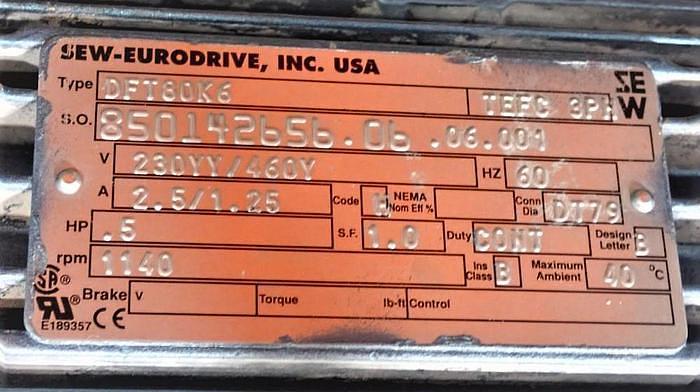 SEW-EURODRIVE, INC. USA
Type DFT80K6 TEFC 3PH SEW
S.O. 850142656.06.06.001
V 230YY/460Y HZ 60
A 2.5/1.25 Code NEMA Nom Eff % Conn Dia DT79
HP .5 S.F. 1.0 Duty CONT Design Letter B
rpm 1140 Ins Class B Maximum Ambient 40 °C
Brake V Torque lb-ft Control
E189357 CE